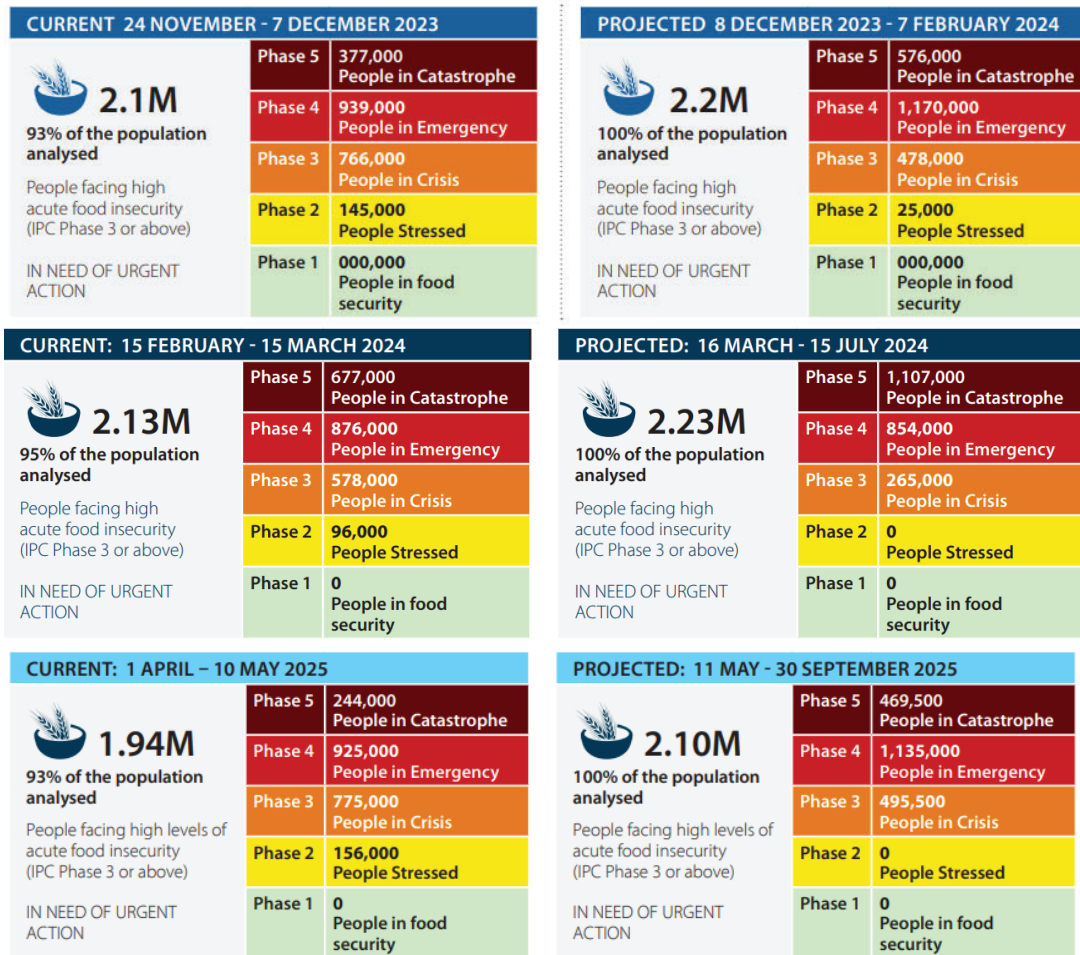 CURRENT 24 NOVEMBER - 7 DECEMBER 2023
2.1M
93% of the population
analysed
People facing high
acute food insecurity
(IPC Phase 3 or above)
IN NEED OF URGENT
ACTION
Phase 5
377,000
People in Catastrophe
Phase 4
939,000
People in Emergency
Phase 3
766,000
People in Crisis
Phase 2
145,000
People Stressed
Phase 1
000,000
People in food
security
PROJECTED 8 DECEMBER 2023 - 7 FEBRUARY 2024
2.2M
100% of the population
analysed
People facing high
acute food insecurity
(IPC Phase 3 or above)
IN NEED OF URGENT
ACTION
Phase 5
576,000
People in Catastrophe
Phase 4
1,170,000
People in Emergency
Phase 3
478,000
People in Crisis
Phase 2
25,000
People Stressed
Phase 1
000,000
People in food
security
CURRENT: 15 FEBRUARY - 15 MARCH 2024
2.13M
95% of the population
analysed
People facing high
acute food insecurity
(IPC Phase 3 or above)
IN NEED OF URGENT
ACTION
Phase 5
677,000
People in Catastrophe
Phase 4
876,000
People in Emergency
Phase 3
578,000
People in Crisis
Phase 2
96,000
People Stressed
Phase 1
0
People in food
security
PROJECTED: 16 MARCH - 15 JULY 2024
2.23M
100% of the population
analysed
People facing high
acute food insecurity
(IPC Phase 3 or above)
IN NEED OF URGENT
ACTION
Phase 5
1,107,000
People in Catastrophe
Phase 4
854,000
People in Emergency
Phase 3
265,000
People in Crisis
Phase 2
0
People Stressed
Phase 1
0
People in food
security
CURRENT: 1 APRIL – 10 MAY 2025
1.94M
93% of the population
analysed
People facing high levels of
acute food insecurity
(IPC Phase 3 or above)
IN NEED OF URGENT
ACTION
Phase 5
244,000
People in Catastrophe
Phase 4
925,000
People in Emergency
Phase 3
775,000
People in Crisis
Phase 2
156,000
People Stressed
Phase 1
0
People in food
security
PROJECTED: 11 MAY - 30 SEPTEMBER 2025
2.10M
100% of the population
analysed
People facing high levels of
acute food insecurity
(IPC Phase 3 or above)
IN NEED OF URGENT
ACTION
Phase 5
469,500
People in Catastrophe
Phase 4
1,135,000
People in Emergency
Phase 3
495,500
People in Crisis
Phase 2
0
People Stressed
Phase 1
0
People in food
security